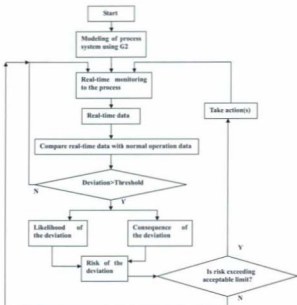 Start
Modeling of process
system using G2
Real-time monitoring
to the process
Take action(s)
Real-time data
Compare real-time data with normal operation data
Deviation>Threshold
N
Y
Likelihood of
the deviation
Consequence of
the deviation
Risk of the
deviation
Y
Is risk exceeding
acceptable limit?
N